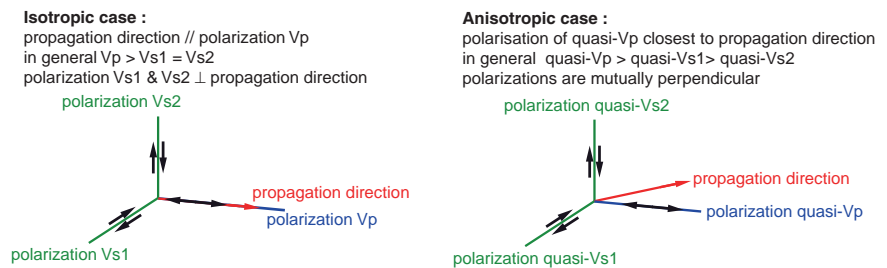 Isotropic case :
propagation direction // polarization Vp
in general Vp > Vs1 = Vs2
polarization Vs1 & Vs2 ⊥ propagation direction
polarization Vs2
propagation direction
polarization Vp
polarization Vs1
Anisotropic case :
polarisation of quasi-Vp closest to propagation direction
in general  quasi-Vp > quasi-Vs1> quasi-Vs2
polarizations are mutually perpendicular
polarization quasi-Vs2
propagation direction
polarization quasi-Vp
polarization quasi-Vs1